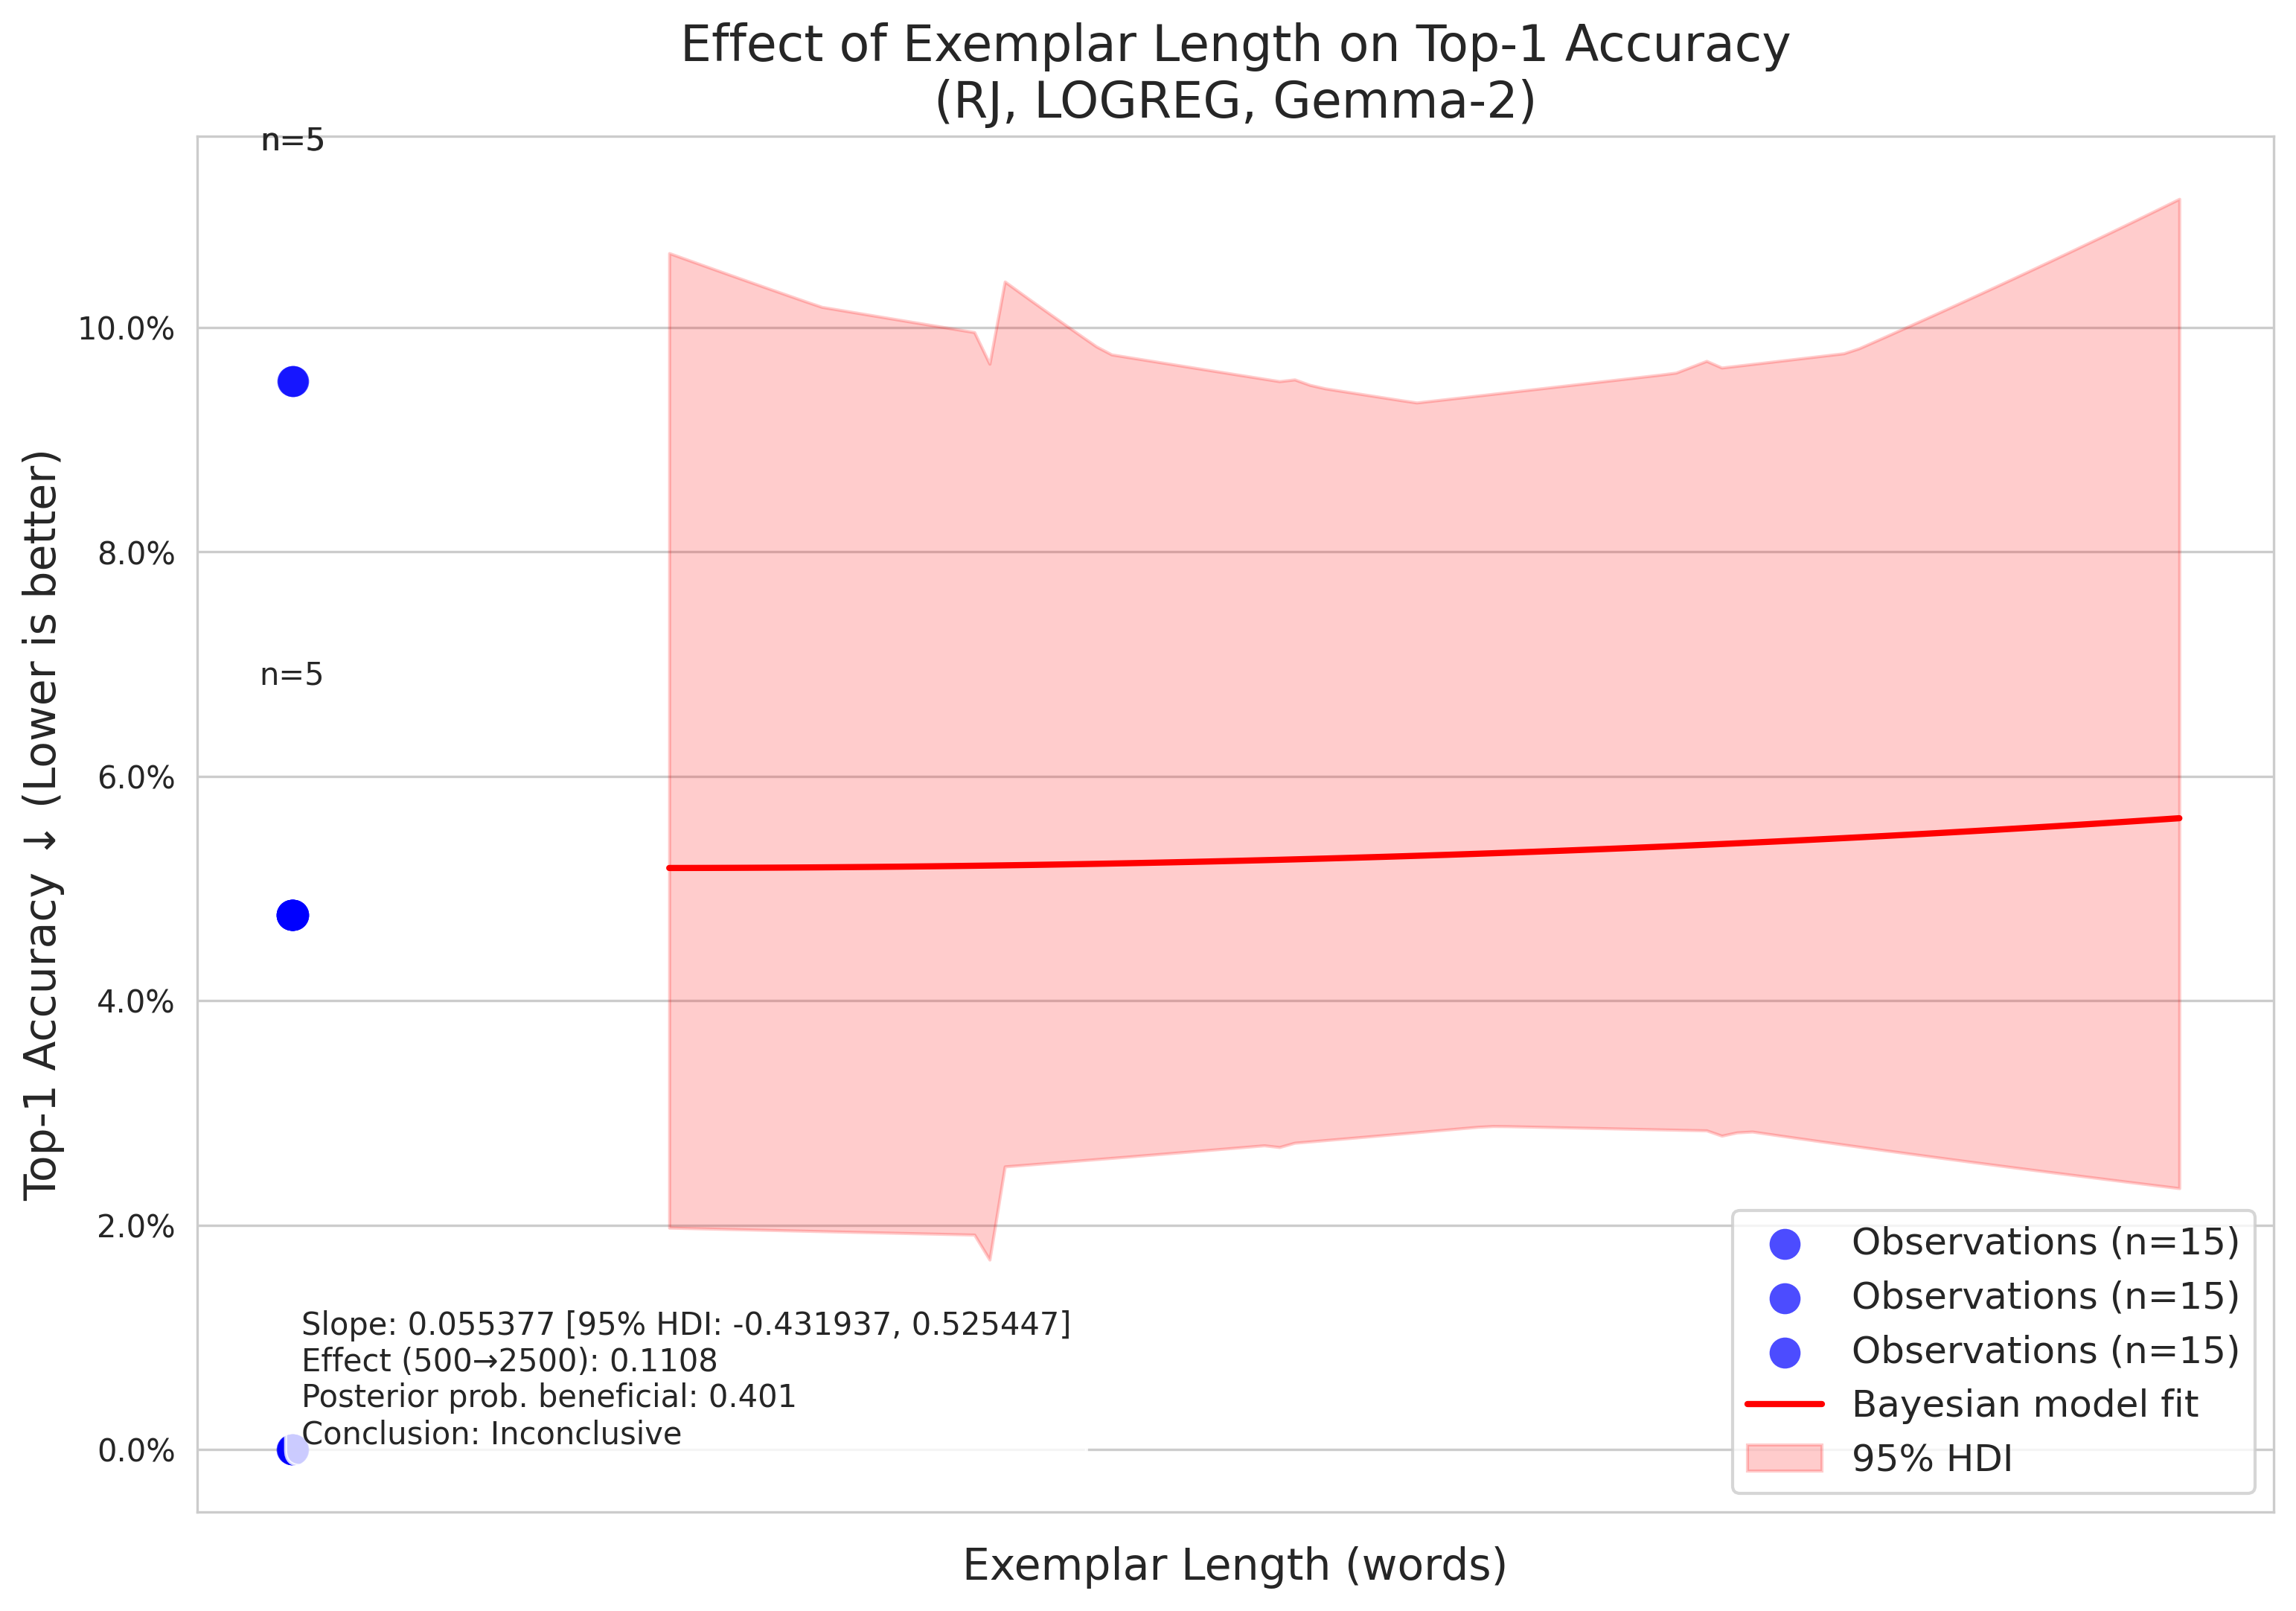 Effect of Exemplar Length on Top-1 Accuracy
(RJ, LOGREG, Gemma-2)
n=5
10.0%
8.0%
n=5
6.0%
4.0%
2.0%
0.0%
Top-1 Accuracy ↓ (Lower is better)
Slope: 0.055377 [95% HDI: -0.431937, 0.525447]
Effect (500→2500): 0.1108
Posterior prob. beneficial: 0.401
Conclusion: Inconclusive
Observations (n=15)
Observations (n=15)
Observations (n=15)
Bayesian model fit
95% HDI
Exemplar Length (words)